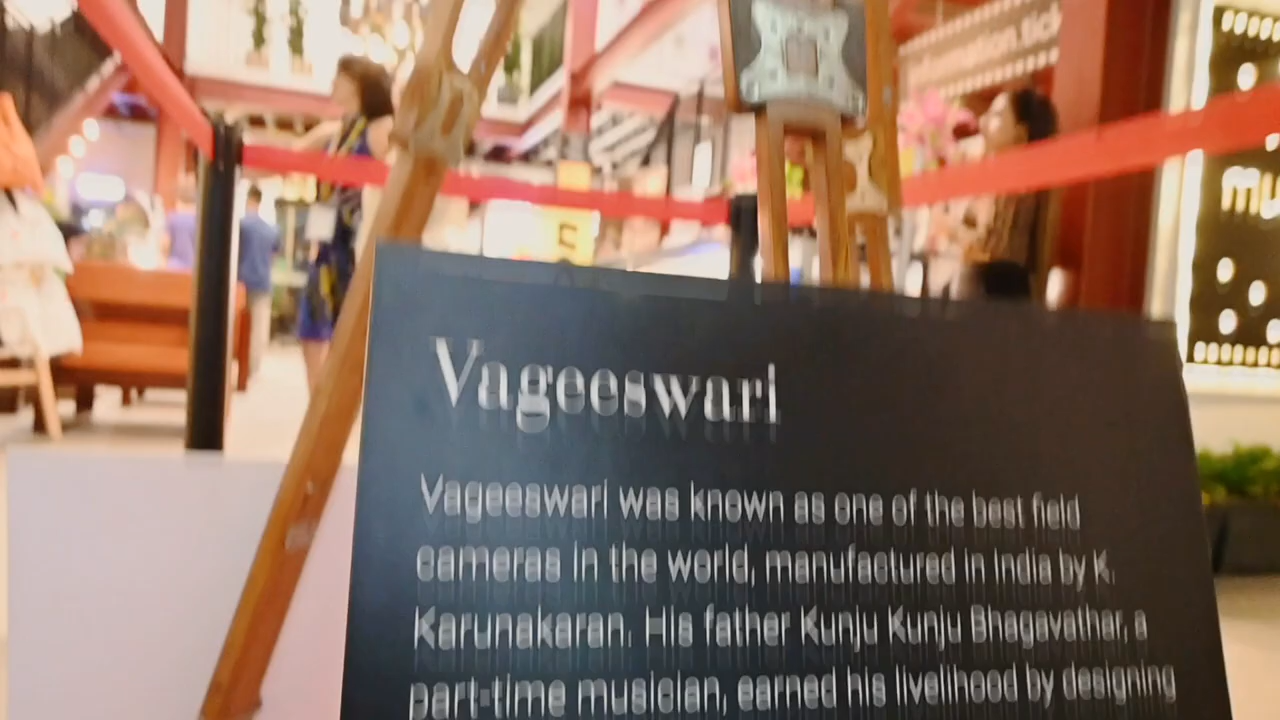 Vageeswari
Vageeswari was known as one of the best field
cameras in the world, manufactured in India by K.
Karunakaran. His father Kunju Kunju Bhagavathar, a
part-time musician, earned his livelihood by designing
mu